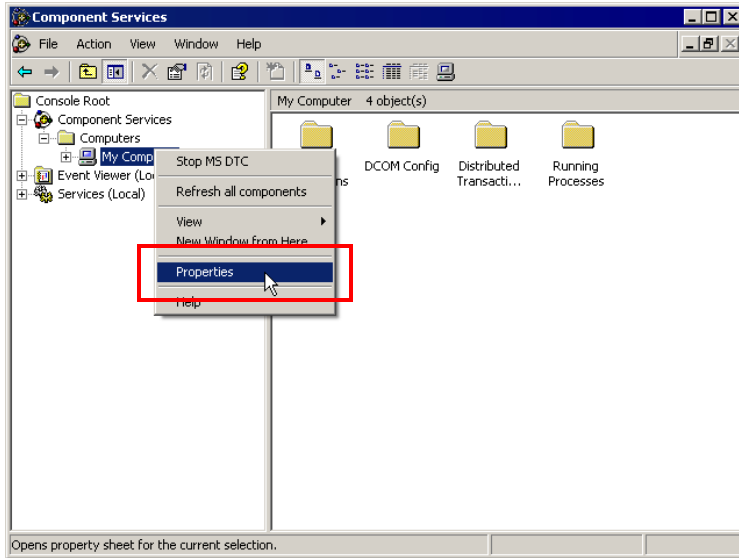 Component Services
File Action View Window Help
Console Root
Component Services
Computers
My Comp
Event Viewer (Lo
Services (Local)
My Computer 4 object(s)
ns
DCOM Config
Distributed
Transacti...
Running
Processes
Stop MS DTC
Refresh all components
View
New Window from Here
Properties
Help
Opens property sheet for the current selection.